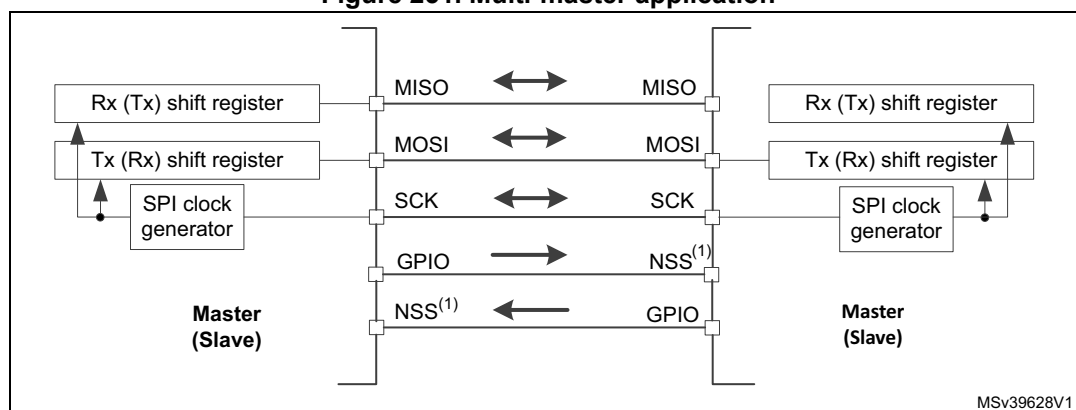 Figure Multi-master application
MISO MISO
Rx (Tx) shift register Rx (Tx) shift register
MOSI MOSI
Tx (Rx) shift register Tx (Rx) shift register
SCK SCK
SPI clock generator SPI clock generator
GPIO NSS(1)
NSS(1) GPIO
Master Master
(Slave) (Slave)
MSv39628V1